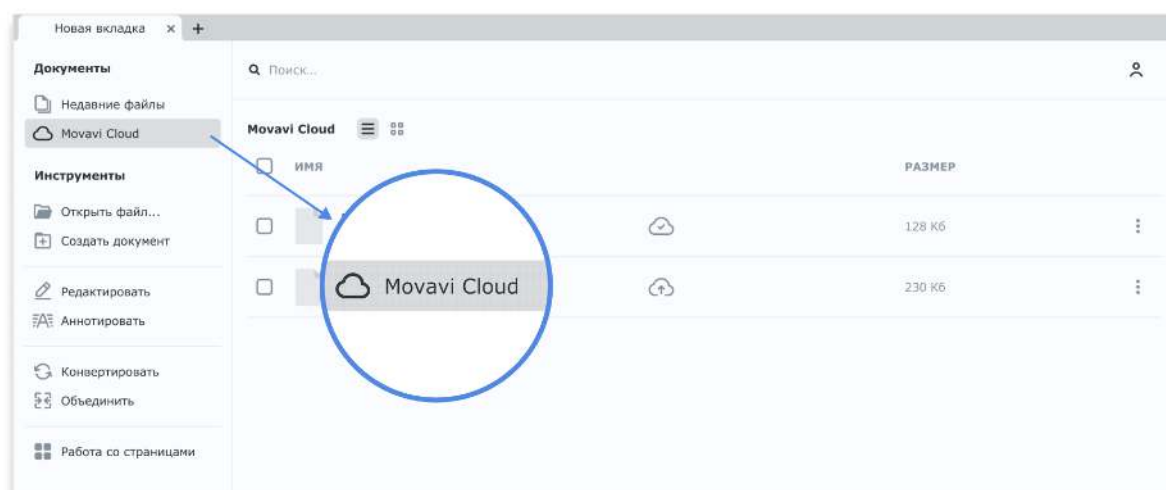 Новая вкладка
Документы
Недавние файлы
Movavi Cloud
Инструменты
Открыть файл...
Создать документ
Редактировать
Аннотировать
Конвертировать
Объединить
Работа со страницами
Поиск...
Movavi Cloud
ИМЯ
РАЗМЕР
128 Кб
Movavi Cloud
230 Кб